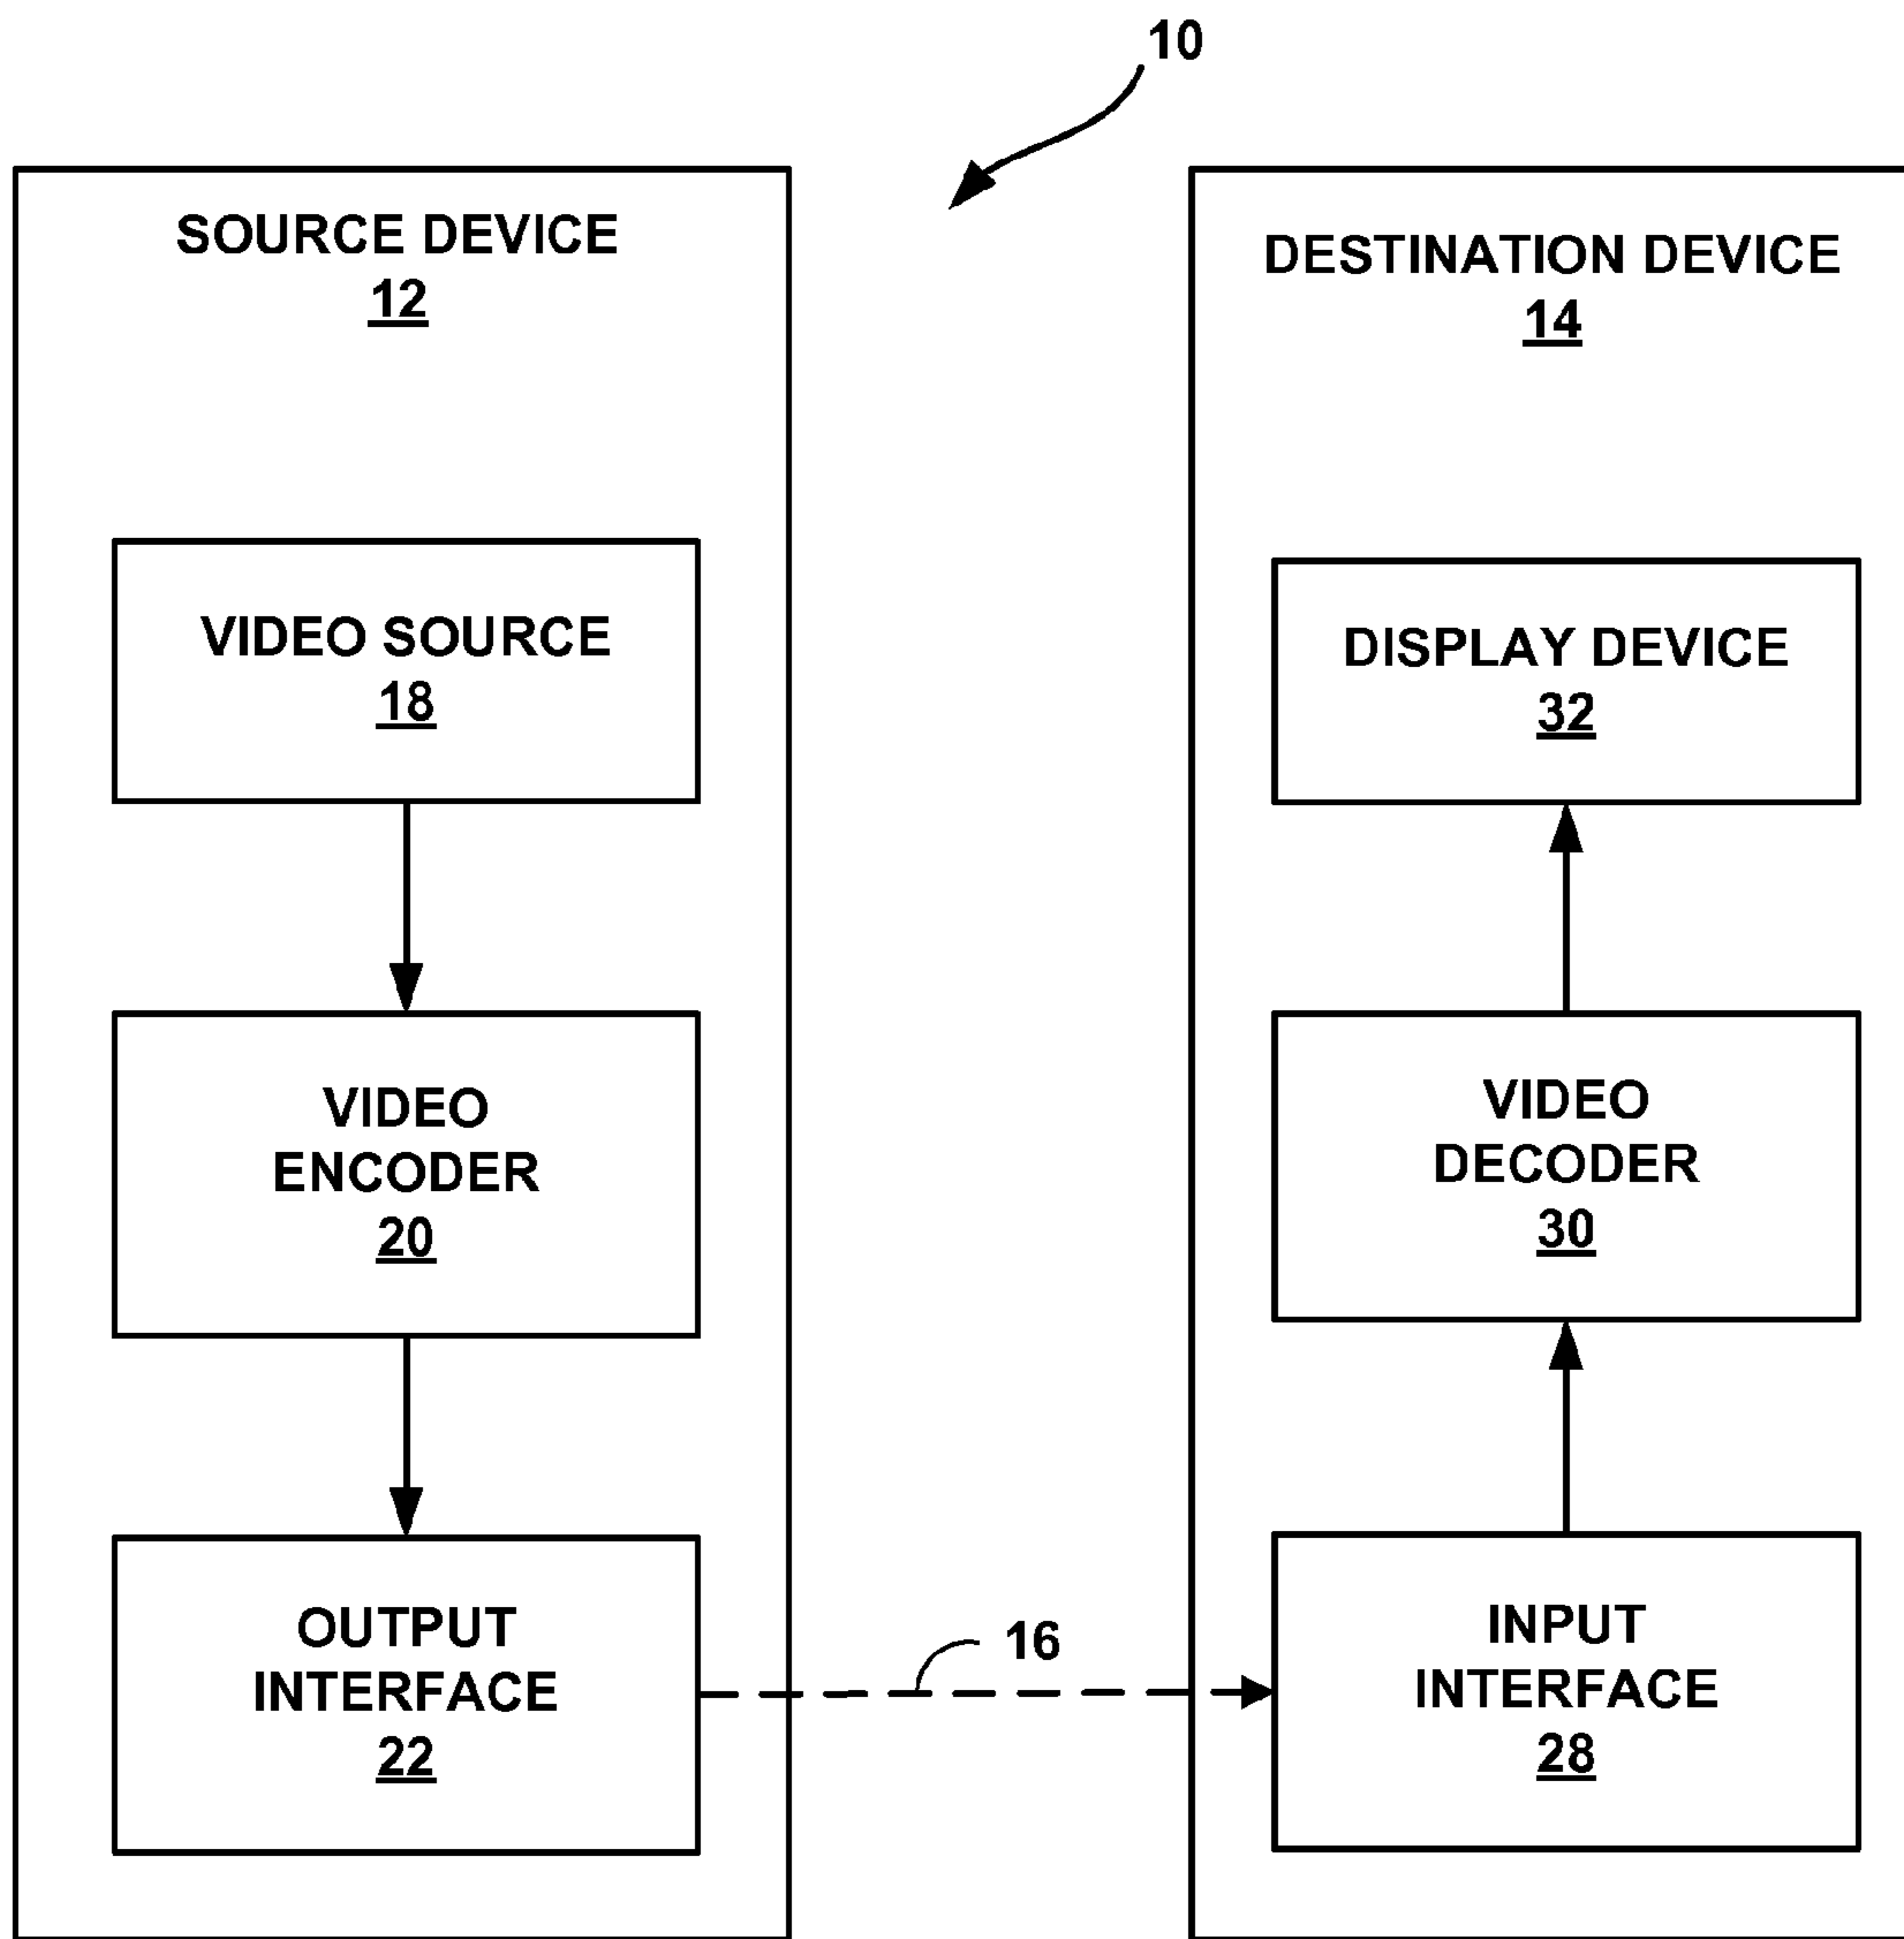 10
SOURCE DEVICE
12
VIDEO SOURCE
18
VIDEO
ENCODER
20
OUTPUT
INTERFACE
22
16
DESTINATION DEVICE
14
DISPLAY DEVICE
32
VIDEO
DECODER
30
INPUT
INTERFACE
28